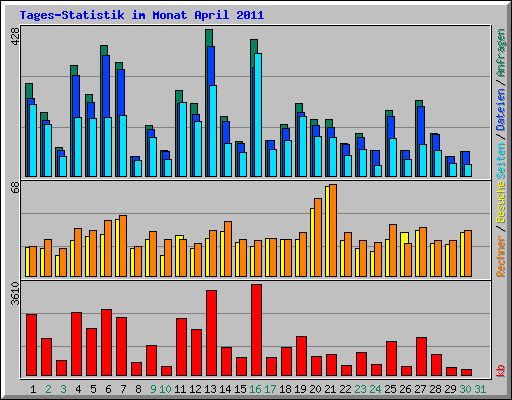 Tages-Statistik im Monat April 2011
428
68
3610
Rechner / Besuche Seiten / Dateien / Anfragen
kb
1 2 3 4 5 6 7 8 9 10 11 12 13 14 15 16 17 18 19 20 21 22 23 24 25 26 27 28 29 30 31